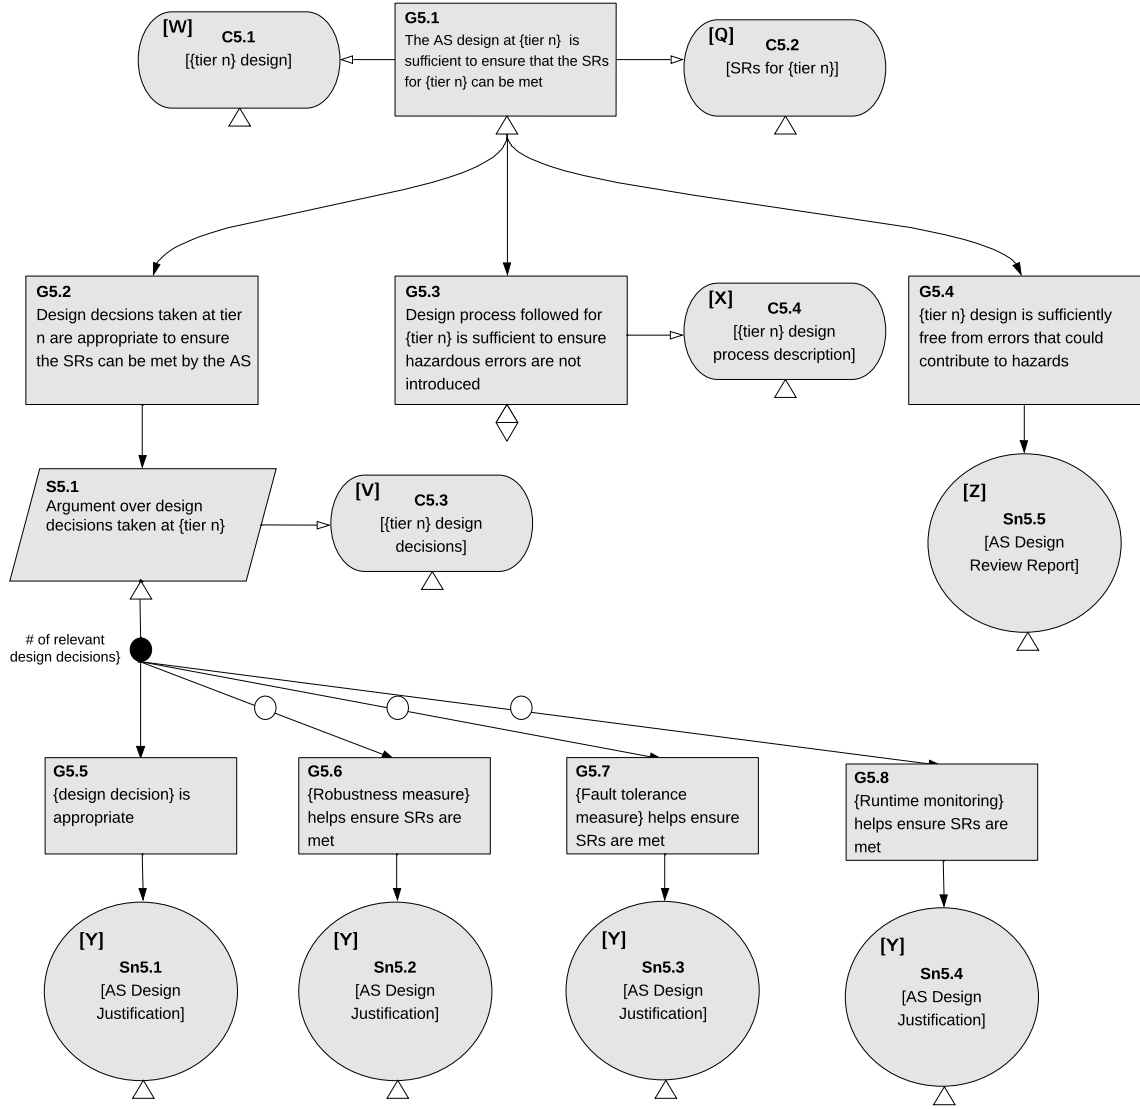 [W]
C5.1
[{tier n} design]
G5.1
The AS design at {tier n} is
sufficient to ensure that the SRs
for {tier n} can be met
[Q]
C5.2
[SRs for {tier n}]
G5.2
Design decsions taken at tier
n are appropriate to ensure
the SRs can be met by the AS
G5.3
Design process followed for
{tier n} is sufficient to ensure
hazardous errors are not
introduced
[X]
C5.4
[{tier n} design
process description]
G5.4
{tier n} design is sufficiently
free from errors that could
contribute to hazards
S5.1
Argument over design
decisions taken at {tier n}
[V]
C5.3
[{tier n} design
decisions]
[Z]
Sn5.5
[AS Design
Review Report]
# of relevant
design decisions}
G5.5
{design decision} is
appropriate
G5.6
{Robustness measure}
helps ensure SRs are
met
G5.7
{Fault tolerance
measure} helps ensure
SRs are met
G5.8
{Runtime monitoring}
helps ensure SRs are
met
[Y]
Sn5.1
[AS Design
Justification]
[Y]
Sn5.2
[AS Design
Justification]
[Y]
Sn5.3
[AS Design
Justification]
[Y]
Sn5.4
[AS Design
Justification]